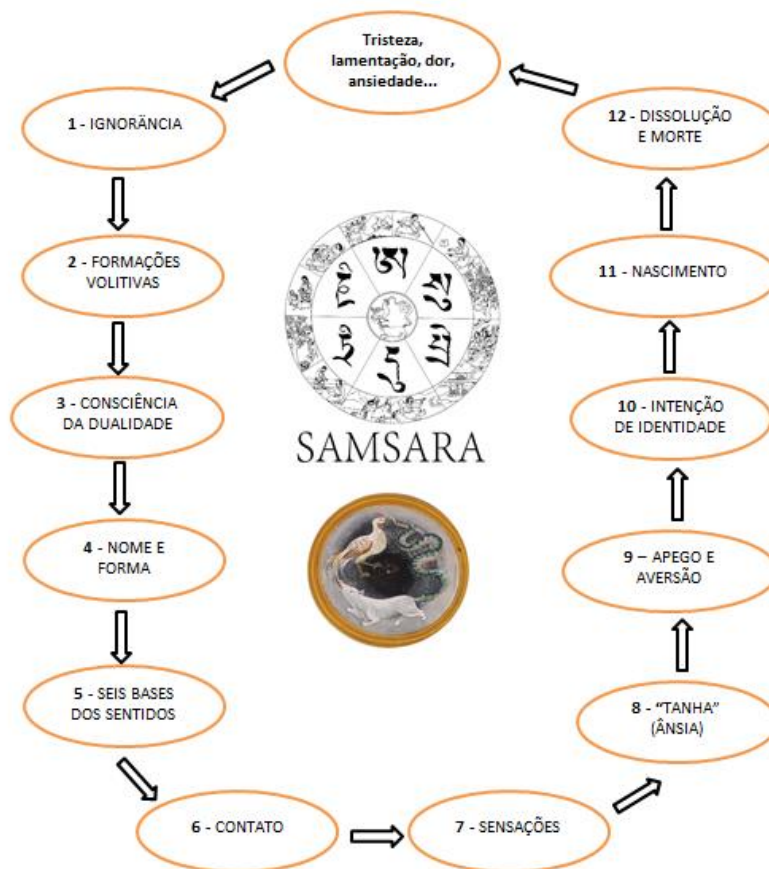 Tristeza,
lamentação, dor,
ansiedade...
1 - IGNORÄNCIA
2 - FORMAÇÕES
VOLITIVAS
3 - CONSCIÊNCIA
DA DUALIDADE
4 - NOME E
FORMA
5 - SEIS BASES
DOS SENTIDOS
6 - CONTATO
7 - SENSAÇÕES
8 - “TANHA”
(ÂNSIA)
9 – APEGO E
AVERSÃO
10 - INTENÇÃO
DE IDENTIDADE
11 - NASCIMENTO
12 - DISSOLUÇÃO
E MORTE
SAMSARA